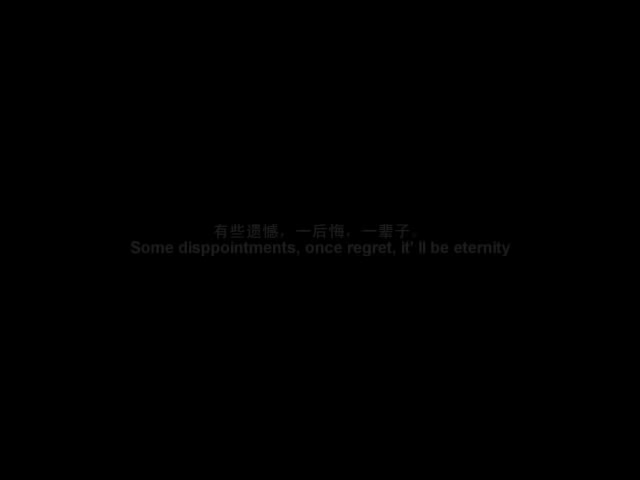 有些遗憾，一后悔，一辈子。
Some disppointments, once regret, it' ll be eternity